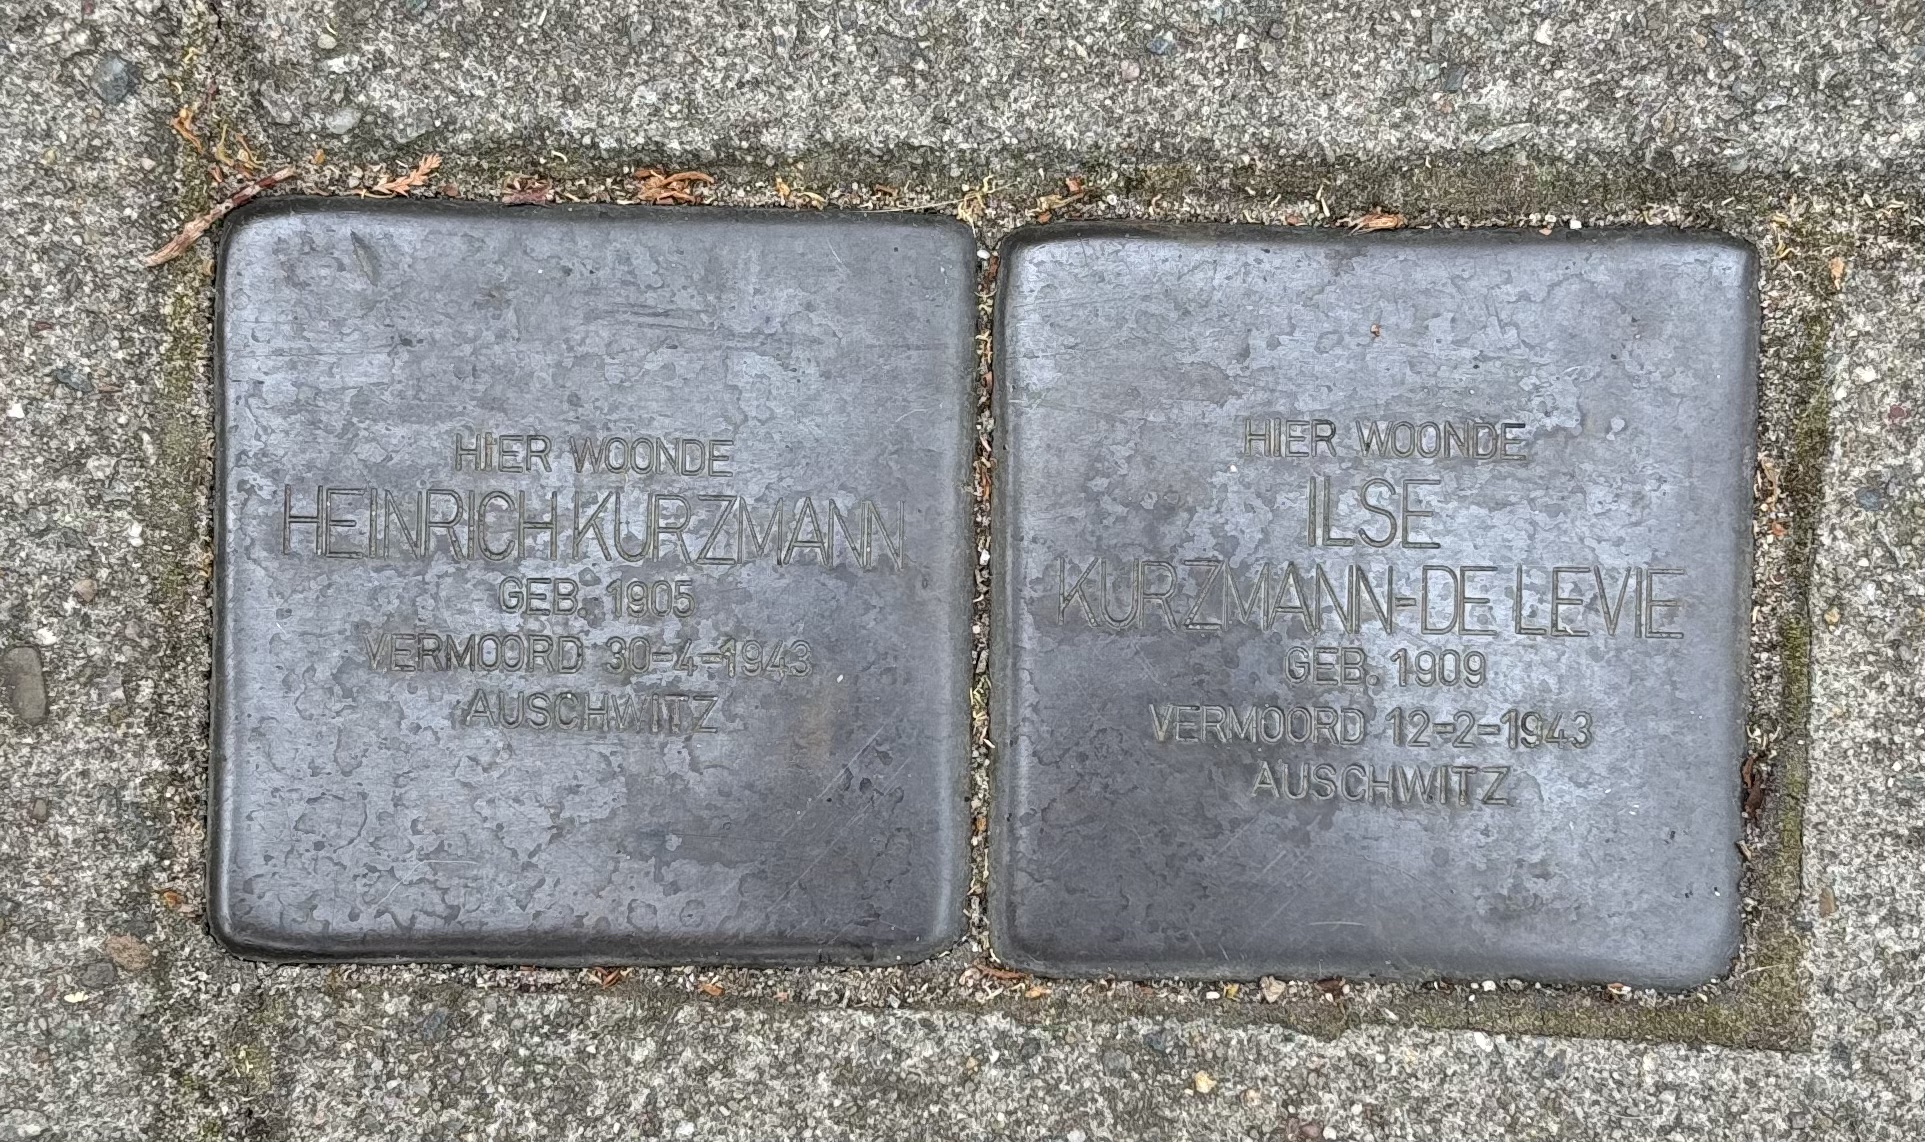 HIER WOONDE
HEINRICH KURZMANN
GEB. 1905
VERMOORD 30-4-1943
AUSCHWITZ
HIER WOONDE
ILSE
KURZMANN-DE LEVIE
GEB. 1909
VERMOORD 12-2-1943
AUSCHWITZ